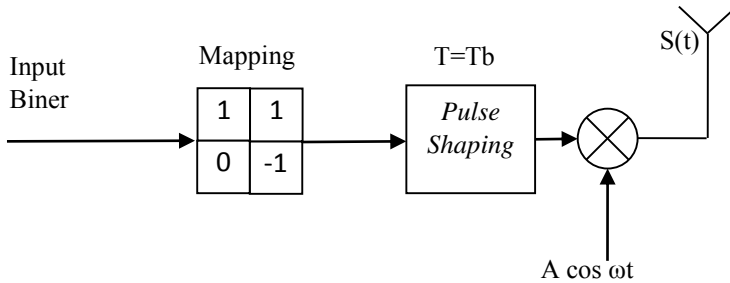 Input
Biner
Mapping
1 1
0 -1
T=Tb
Pulse
Shaping
S(t)
A cos ωt